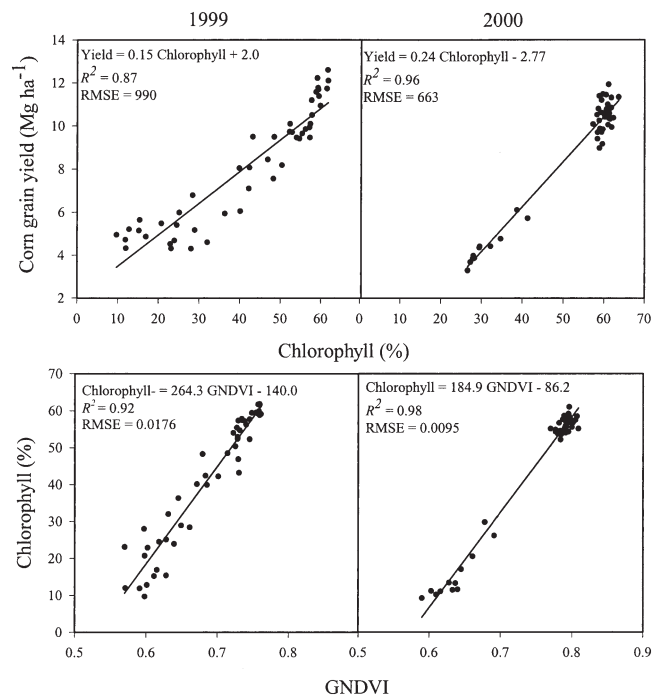 1999
2000
Corn grain yield (Mg ha⁻¹)
14
12
10
8
6
4
2
Yield = 0.15 Chlorophyll + 2.0
R² = 0.87
RMSE = 990
Yield = 0.24 Chlorophyll - 2.77
R² = 0.96
RMSE = 663
0 10 20 30 40 50 60 0 10 20 30 40 50 60 70
Chlorophyll (%)
Chlorophyll (%)
70
60
50
40
30
20
10
0
Chlorophyll- = 264.3 GNDVI - 140.0
R² = 0.92
RMSE = 0.0176
Chlorophyll = 184.9 GNDVI - 86.2
R² = 0.98
RMSE = 0.0095
0.5 0.6 0.7 0.8 0.5 0.6 0.7 0.8 0.9
GNDVI